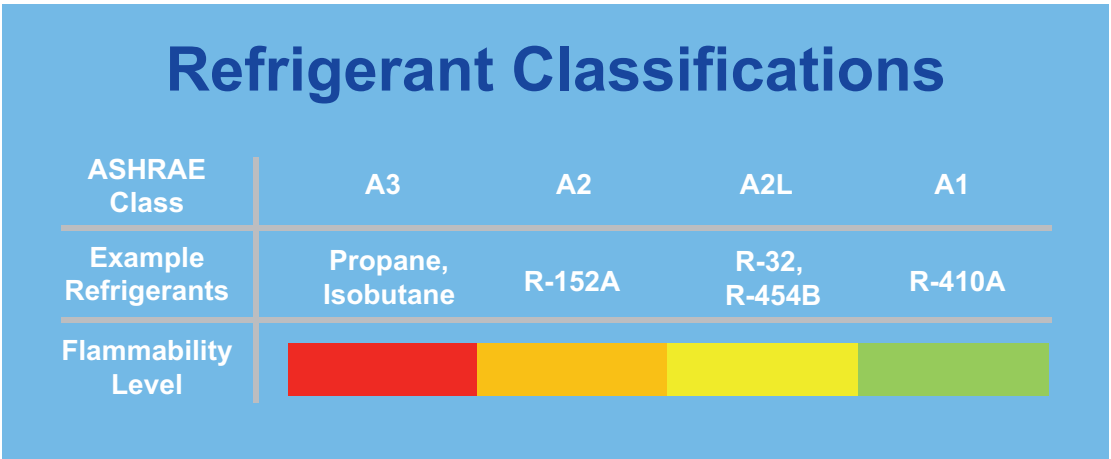 Refrigerant Classifications
ASHRAE
Class
A3
A2
A2L
A1
Example
Refrigerants
Propane,
Isobutane
R-152A
R-32,
R-454B
R-410A
Flammability
Level